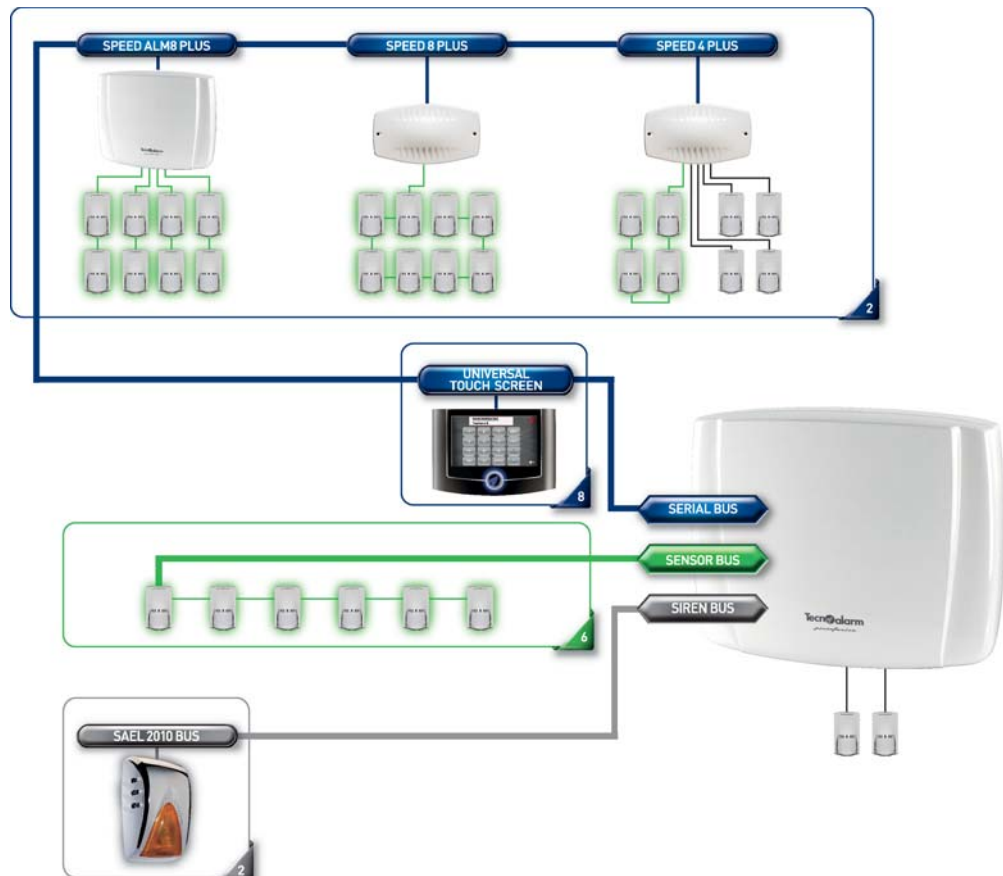 SPEED ALM8 PLUS
SPEED 8 PLUS
SPEED 4 PLUS
Tecnoalarm
2
UNIVERSAL
TOUCH SCREEN
8
SERIAL BUS
SENSOR BUS
SIREN BUS
Tecnoalarm
6
SAEL 2010 BUS
2